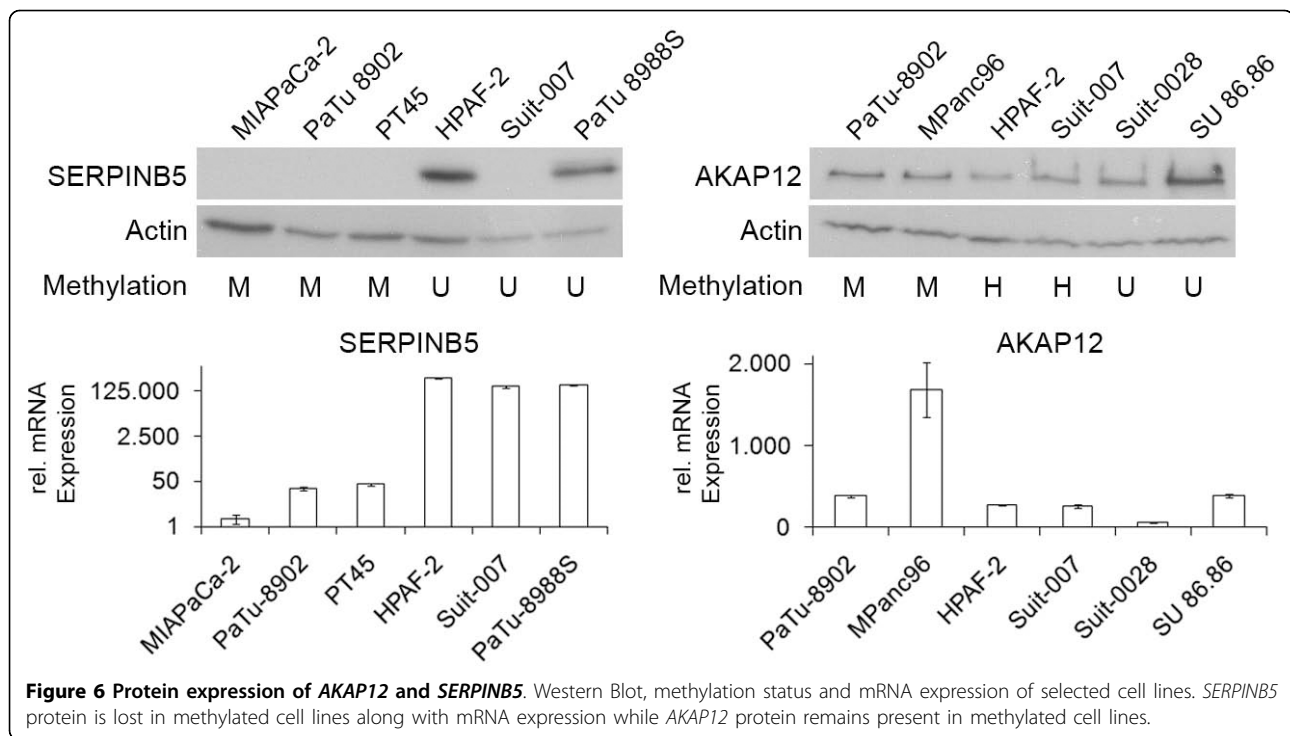 MIAPaCa-2 PaTu 8902 PT45 HPAF-2 Suit-007 PaTu 8988S
SERPINB5
Actin
Methylation M M M U U U
SERPINB5
rel. mRNA
Expression
125.000
2.500
50
1
MIAPaCa-2 PaTu-8902 PT45 HPAF-2 Suit-007 PaTu-8988S
PaTu-8902 MPanc96 HPAF-2 Suit-007 Suit-0028 SU 86.86
AKAP12
Actin
Methylation M M H H U U
AKAP12
rel. mRNA
Expression
2.000
1.000
0
PaTu-8902 MPanc96 HPAF-2 Suit-007 Suit-0028 SU 86.86
Figure 6 Protein expression of AKAP12 and SERPINB5. Western Blot, methylation status and mRNA expression of selected cell lines. SERPINB5
protein is lost in methylated cell lines along with mRNA expression while AKAP12 protein remains present in methylated cell lines.